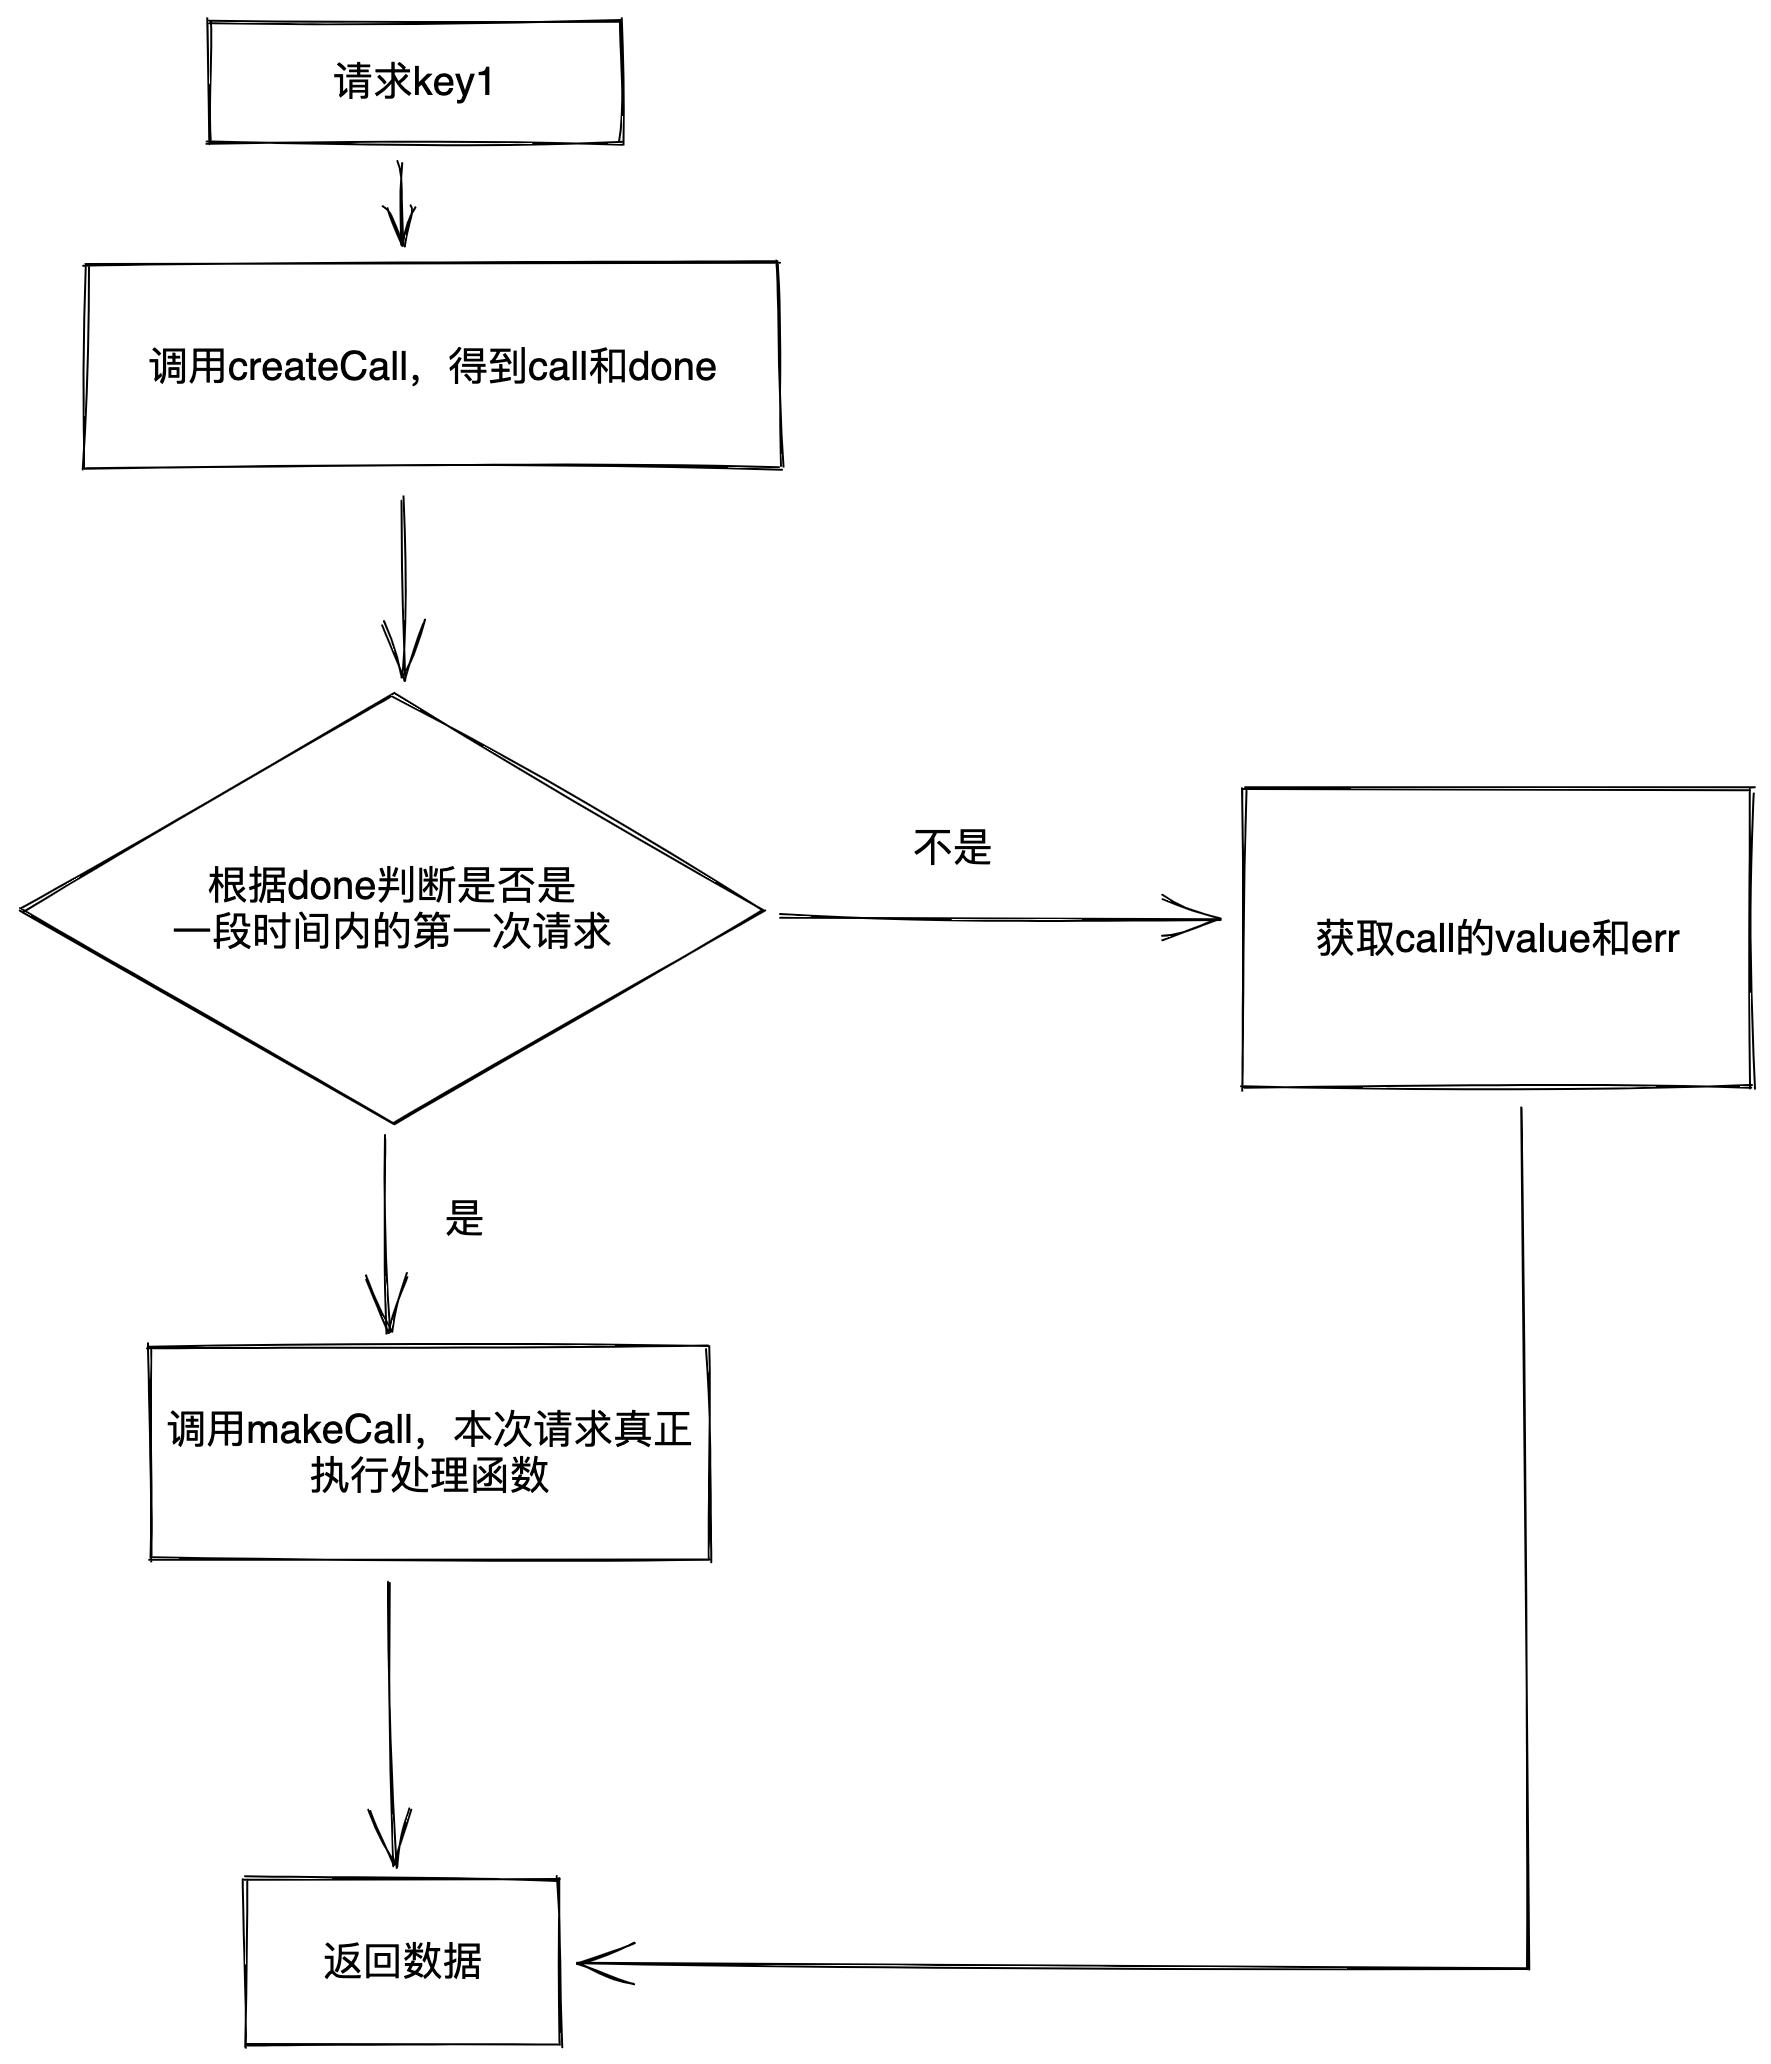 请求key1
调用createCall，得到call和done
根据done判断是否是
一段时间内的第一次请求
不是
获取call的value和err
是
调用makeCall，本次请求真正
执行处理函数
返回数据